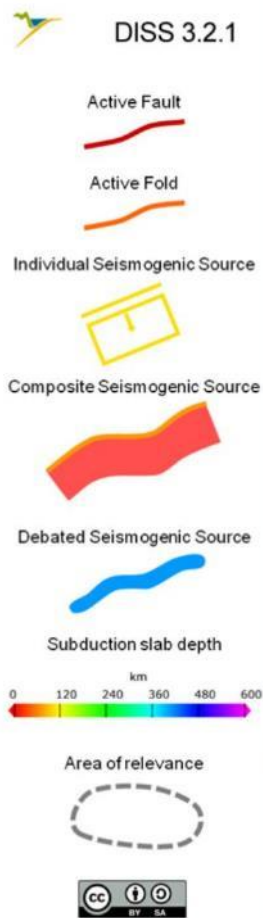 DISS 3.2.1
Active Fault
Active Fold
Individual Seismogenic Source
Composite Seismogenic Source
Debated Seismogenic Source
Subduction slab depth
km
0 120 240 360 480 600
Area of relevance
cc
BY SA